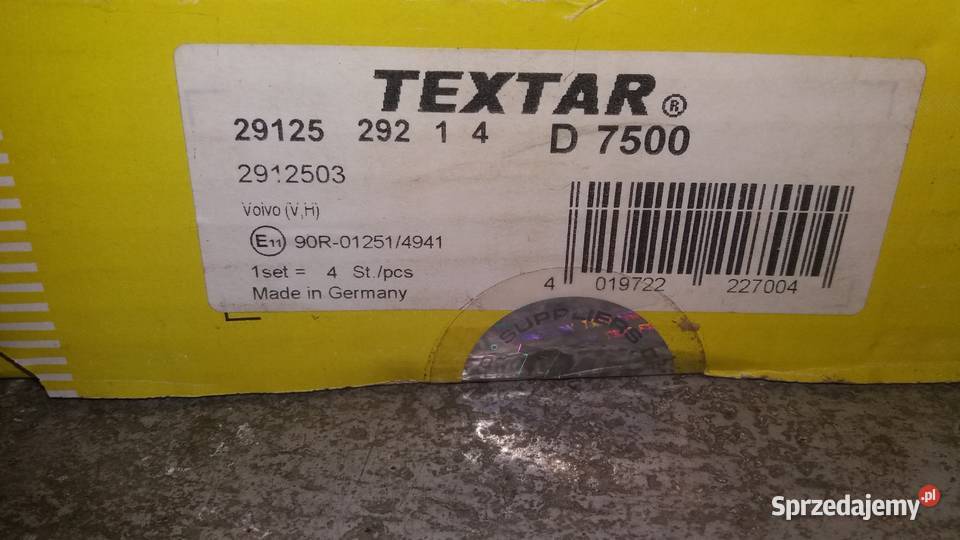 TEXTAR®
29125 292 1 4 D 7500
2912503
Volvo (V,H)
E11 90R-01251/4941
1set = 4 St./pcs
Made in Germany
4 019722 227004
SUPPLIERS
Sprzedajemy.pl